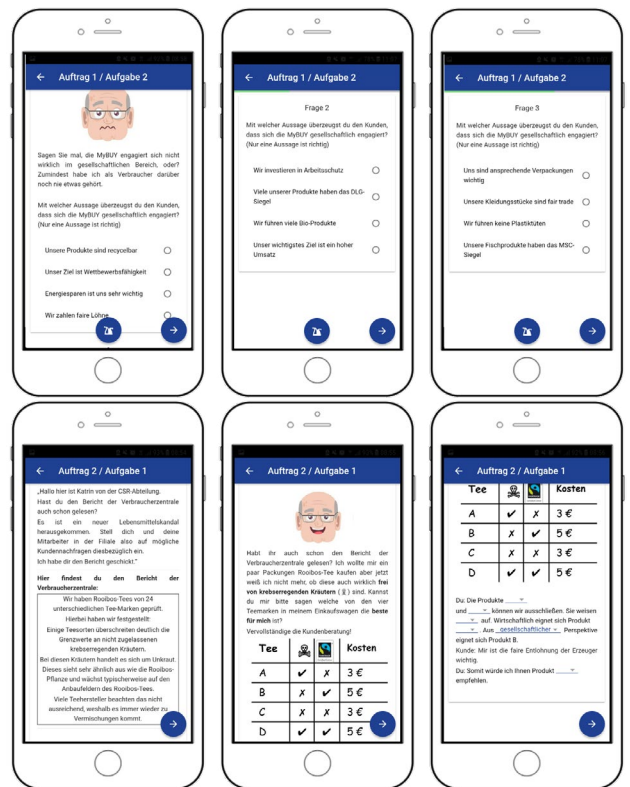 ← Auftrag 1 / Aufgabe 2
Sagen Sie mal, die MyBUY engagiert sich nicht
wirklich im gesellschaftlichen Bereich, oder?
Zumindest habe ich als Verbraucher darüber
noch nie etwas gehört.
Mit welcher Aussage überzeugst du den Kunden,
dass sich die MyBUY gesellschaftlich engagiert?
(Nur eine Aussage ist richtig)
Unsere Produkte sind recycelbar
Unser Ziel ist Wettbewerbsfähigkeit
Energiesparen ist uns sehr wichtig
Wir zahlen faire Löhne
← Auftrag 1 / Aufgabe 2
Frage 2
Mit welcher Aussage überzeugst du den Kunden,
dass sich die MyBUY gesellschaftlich engagiert?
(Nur eine Aussage ist richtig)
Wir investieren in Arbeitsschutz
Viele unserer Produkte haben das DLG-
Siegel
Wir führen viele Bio-Produkte
Unser wichtigstes Ziel ist ein hoher
Umsatz
← Auftrag 1 / Aufgabe 2
Frage 3
Mit welcher Aussage überzeugst du den Kunden,
dass sich die MyBUY gesellschaftlich engagiert?
(Nur eine Aussage ist richtig)
Uns sind ansprechende Verpackungen
wichtig
Unsere Kleidungsstücke sind fair trade
Wir führen keine Plastiktüten
Unsere Fischprodukte haben das MSC-
Siegel
← Auftrag 2 / Aufgabe 1
„Hallo hier ist Katrin von der CSR-Abteilung.
Hast du den Bericht der Verbraucherzentrale
auch schon gelesen?
Es ist ein neuer Lebensmittelskandal
herausgekommen. Stell dich und deine
Mitarbeiter in der Filiale also auf mögliche
Kundennachfragen diesbezüglich ein.
Ich habe dir den Bericht geschickt."
Hier findest du den Bericht der
Verbraucherzentrale:
Wir haben Rooibos-Tees von 24
unterschiedlichen Tee-Marken geprüft.
Hierbei haben wir festgestellt:
Einige Teesorten überschreiten deutlich die
Grenzwerte an nicht zugelassenen
krebserregenden Kräutern.
Bei diesen Kräutern handelt es sich um Unkraut.
Dieses sieht sehr ähnlich aus wie die Rooibos-
Pflanze und wächst typischerweise auf den
Anbaufeldern des Rooibos-Tees.
Viele Teehersteller beachten das nicht
ausreichend, weshalb es immer wieder zu
Vermischungen kommt.
← Auftrag 2 / Aufgabe 1
Habt ihr auch schon den Bericht der
Verbraucherzentrale gelesen? Ich wollte mir ein
paar Packungen Rooibos-Tee kaufen aber jetzt
weiß ich nicht mehr, ob diese auch wirklich frei
von krebserregenden Kräutern (☠) sind. Kannst
du mir bitte sagen welche von den vier
Teemarken in meinem Einkaufswagen die beste
für mich ist?
Vervollständige die Kundenberatung!
Tee Kosten
A ✔ ✗ 3 €
B ✗ ✔ 5 €
C ✗ ✗ 3 €
D ✔ ✔ 5 €
← Auftrag 2 / Aufgabe 1
Tee Kosten
A ✔ ✗ 3 €
B ✗ ✔ 5 €
C ✗ ✗ 3 €
D ✔ ✔ 5 €
Du: Die Produkte
und können wir ausschließen. Sie weisen
auf. Wirtschaftlich eignet sich Produkt
. Aus gesellschaftlicher Perspektive
eignet sich Produkt B.
Kunde: Mir ist die faire Entlohnung der Erzeuger
wichtig.
Du: Somit würde ich Ihnen Produkt
empfehlen.